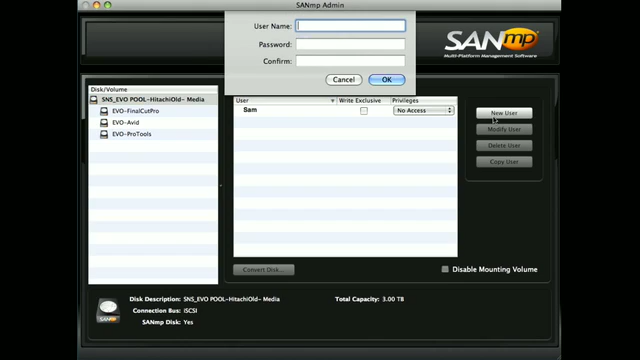 SANmp Admin
User Name:
Password:
Confirm:
Cancel OK
SANmp
Multi-Platform Management Software
Disk/Volume
SNS_EVO POOL-HitachiOld- Media
EVO-FinalCutPro
EVO-Avid
EVO-ProTools
User Write Exclusive Privileges
Sam No Access
New User
Modify User
Delete User
Copy User
Convert Disk...
Disable Mounting Volume
Disk Description: SNS_EVO POOL-HitachiOld- Media Total Capacity: 3.00 TB
Connection Bus: iSCSI
SANmp Disk: Yes
SANmp